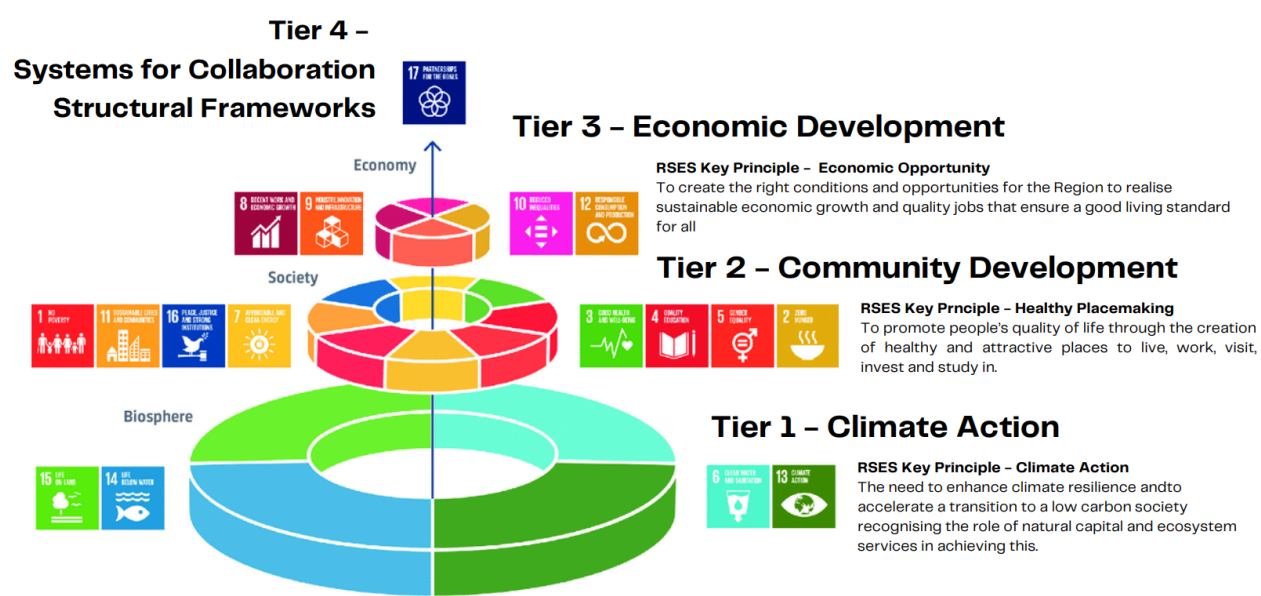 Tier 4 –
Systems for Collaboration
Structural Frameworks
17 PARTNERSHIPS
FOR THE GOALS
Tier 3 – Economic Development
Economy
RSES Key Principle – Economic Opportunity
To create the right conditions and opportunities for the Region to realise
sustainable economic growth and quality jobs that ensure a good living standard
for all
8 DECENT WORK AND
ECONOMIC GROWTH
9 INDUSTRY, INNOVATION
AND INFRASTRUCTURE
10 REDUCED
INEQUALITIES
12 RESPONSIBLE
CONSUMPTION
AND PRODUCTION
Tier 2 – Community Development
Society
RSES Key Prnciple – Healthy Placemaking
To promote people's quality of life through the creation
of healthy and attractive places to live, work, visit,
invest and study in.
1 NO
POVERTY
11 SUSTAINABLE CITIES
AND COMMUNITIES
16 PEACE, JUSTICE
AND STRONG
INSTITUTIONS
7 AFFORDABLE AND
CLEAN ENERGY
3 GOOD HEALTH
AND WELL-BEING
4 QUALITY
EDUCATION
5 GENDER
EQUALITY
2 ZERO
HUNGER
Biosphere
Tier 1 – Climate Action
15 LIFE
ON LAND
14 LIFE
BELOW WATER
6 CLEAN WATER
AND SANITATION
13 CLIMATE
ACTION
RSES Key Principle – Climate Action
The need to enhance climate resilience andto
accelerate a transition to a low carbon society
recognising the role of natural capital and ecosystem
services in achieving this.